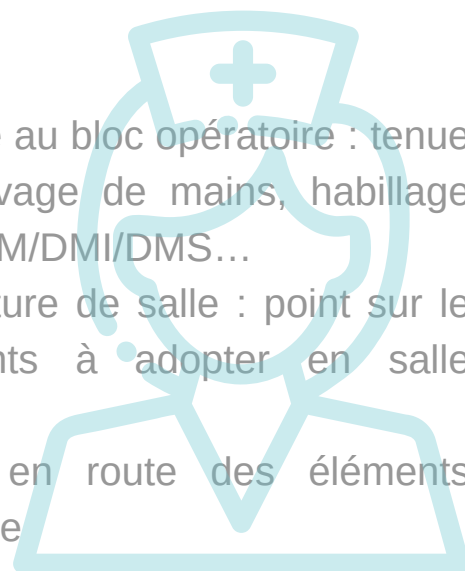 au bloc opératoire : tenue
vage de mains, habillage
M/DMI/DMS…
ture de salle : point sur le
nts à adopter en salle
en route des éléments
e